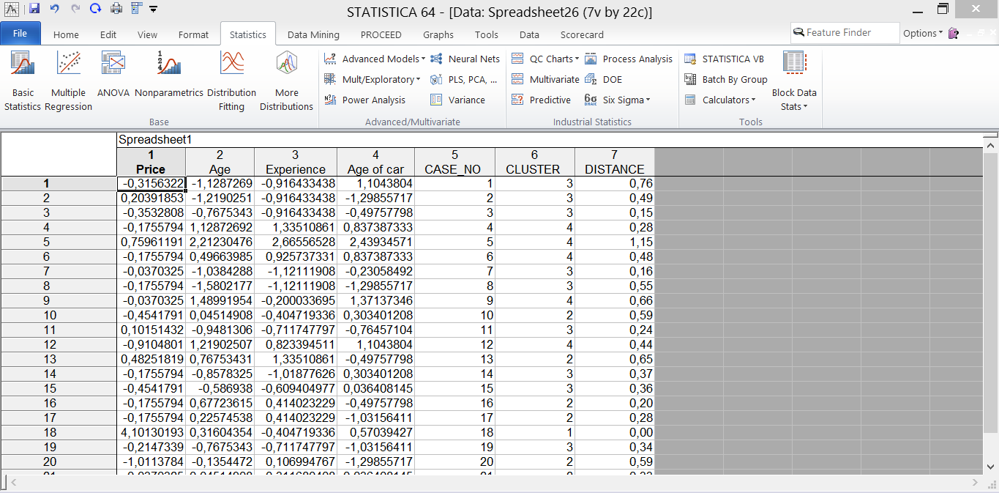 STATISTICA 64 - [Data: Spreadsheet26 (7v by 22c)]
File Home Edit View Format Statistics Data Mining PROCEED Graphs Tools Data Scorecard Feature Finder Options
Basic Statistics
Multiple Regression
ANOVA
Nonparametrics
Distribution Fitting
More Distributions
Base
Advanced Models Neural Nets
Mult/Exploratory PLS, PCA, ...
Power Analysis Variance
Advanced/Multivariate
QC Charts Process Analysis
Multivariate DOE
Predictive Six Sigma
Industrial Statistics
STATISTICA VB
Batch By Group
Calculators
Block Data Stats
Tools
Spreadsheet1
1 2 3 4 5 6 7
Price Age Experience Age of car CASE_NO CLUSTER DISTANCE
1 -0,3156322 -1,1287269 -0,916433438 1,1043804 1 3 0,76
2 0,20391853 -1,2190251 -0,916433438 -1,29855717 2 3 0,49
3 -0,3532808 -0,7675343 -0,916433438 -0,49757798 3 3 0,15
4 -0,1755794 1,12872692 1,33510861 0,837387333 4 4 0,28
5 0,75961191 2,21230476 2,66556528 2,43934571 5 4 1,15
6 -0,1755794 0,49663985 0,925737331 0,837387333 6 4 0,48
7 -0,0370325 -1,0384288 -1,12111908 -0,23058492 7 3 0,16
8 -0,1755794 -1,5802177 -1,12111908 -1,29855717 8 3 0,55
9 -0,0370325 1,48991954 -0,200033695 1,37137346 9 4 0,66
10 -0,4541791 0,04514908 -0,404719336 0,303401208 10 2 0,59
11 0,10151432 -0,9481306 -0,711747797 -0,76457104 11 3 0,24
12 -0,9104801 1,21902507 0,823394511 1,1043804 12 4 0,44
13 0,48251819 0,76753431 1,33510861 -0,49757798 13 2 0,65
14 -0,1755794 -0,8578325 -1,01877626 0,303401208 14 3 0,37
15 -0,4541791 -0,586938 -0,609404977 0,036408145 15 3 0,36
16 -0,1755794 0,67723615 0,414023229 -0,49757798 16 2 0,20
17 -0,1755794 0,22574538 0,414023229 -1,03156411 17 2 0,28
18 4,10130193 0,31604354 -0,404719336 0,57039427 18 1 0,00
19 -0,2147339 -0,7675343 -0,711747797 -1,03156411 19 3 0,34
20 -1,0113784 -0,1354472 0,106994767 -1,29855717 20 2 0,59